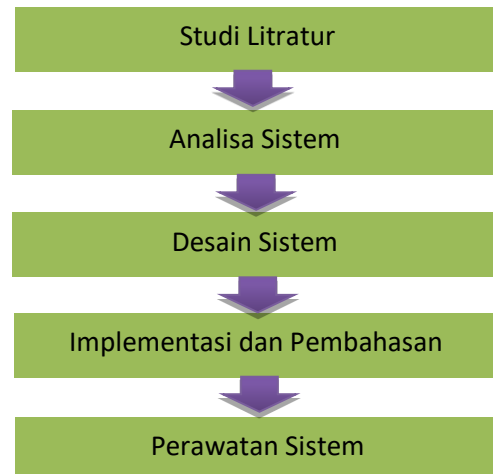 Studi Litratur
Analisa Sistem
Desain Sistem
Implementasi dan Pembahasan
Perawatan Sistem